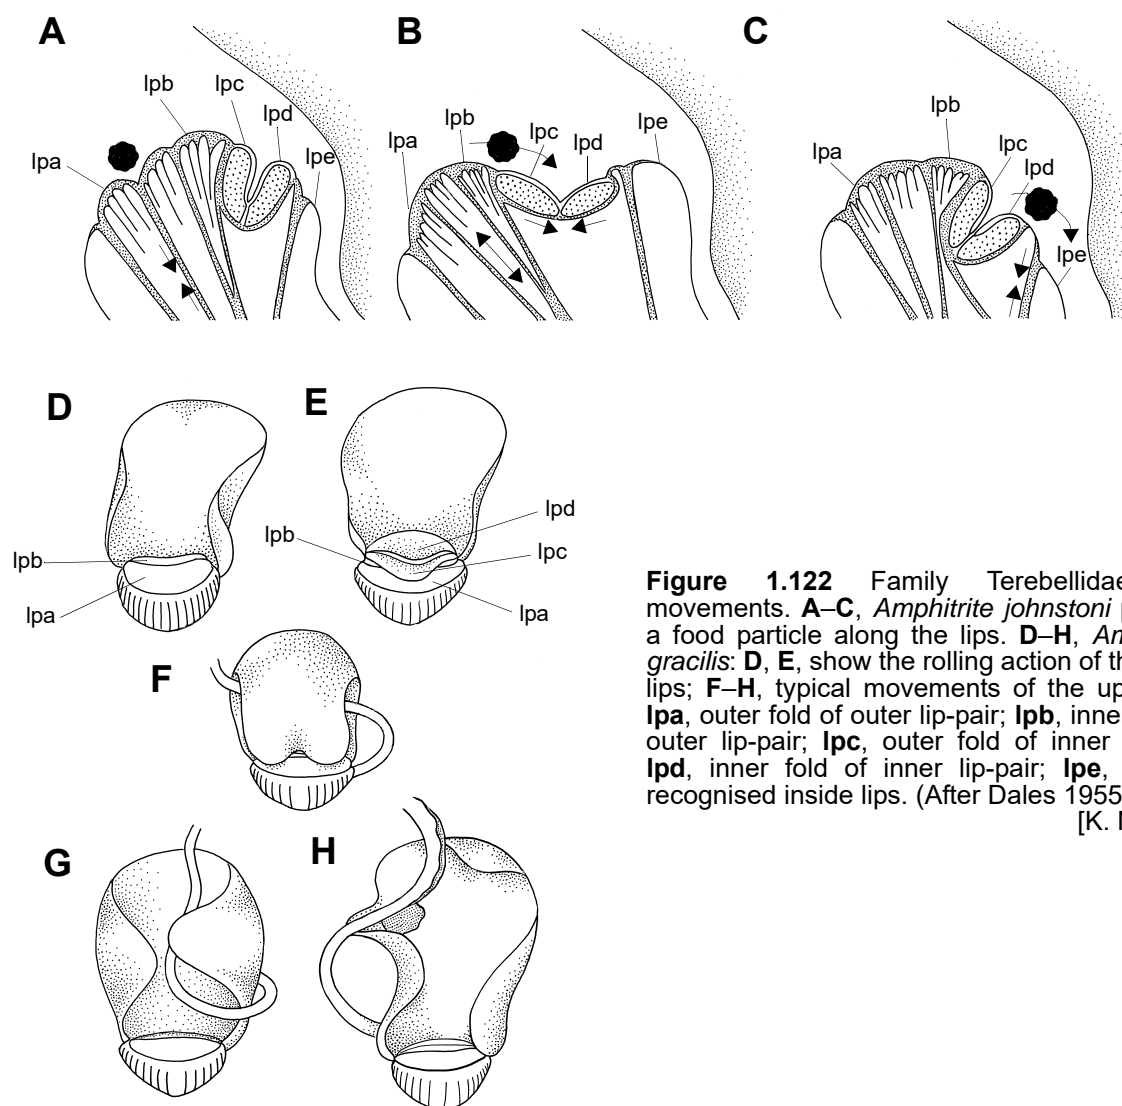 A
B
C
lpb
lpc
lpd
lpa
lpe
lpb
lpc
lpd
lpe
lpa
lpb
lpc
lpd
lpa
lpe
D
E
lpb
lpa
lpb
lpd
lpc
lpa
F
G
H
Figure 1.122 Family Terebellidae
movements. A–C, Amphitrite johnstoni
a food particle along the lips. D–H,
gracilis: D, E, show the rolling action of
lips; F–H, typical movements of the
lpa, outer fold of outer lip-pair; lpb, inner
outer lip-pair; lpc, outer fold of inner
lpd, inner fold of inner lip-pair; lpe,
recognised inside lips. (After Dales 1955
[K.